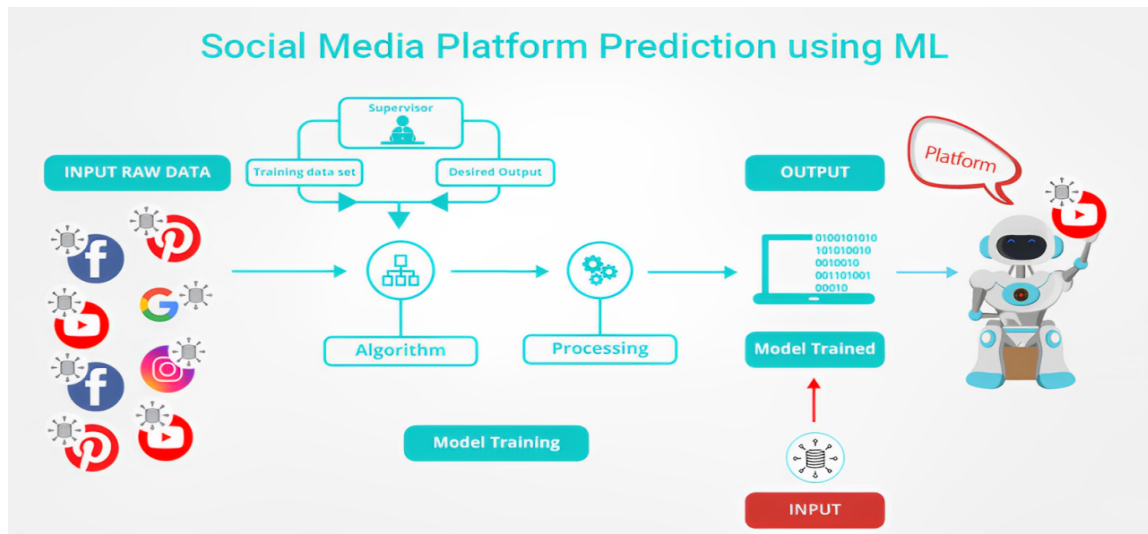 Social Media Platform Prediction using ML
Supervisor
Training data set
Desired Output
INPUT RAW DATA
OUTPUT
Platform
0100101010
101010010
0010010
001101001
00010
Algorithm
Processing
Model Trained
Model Training
INPUT